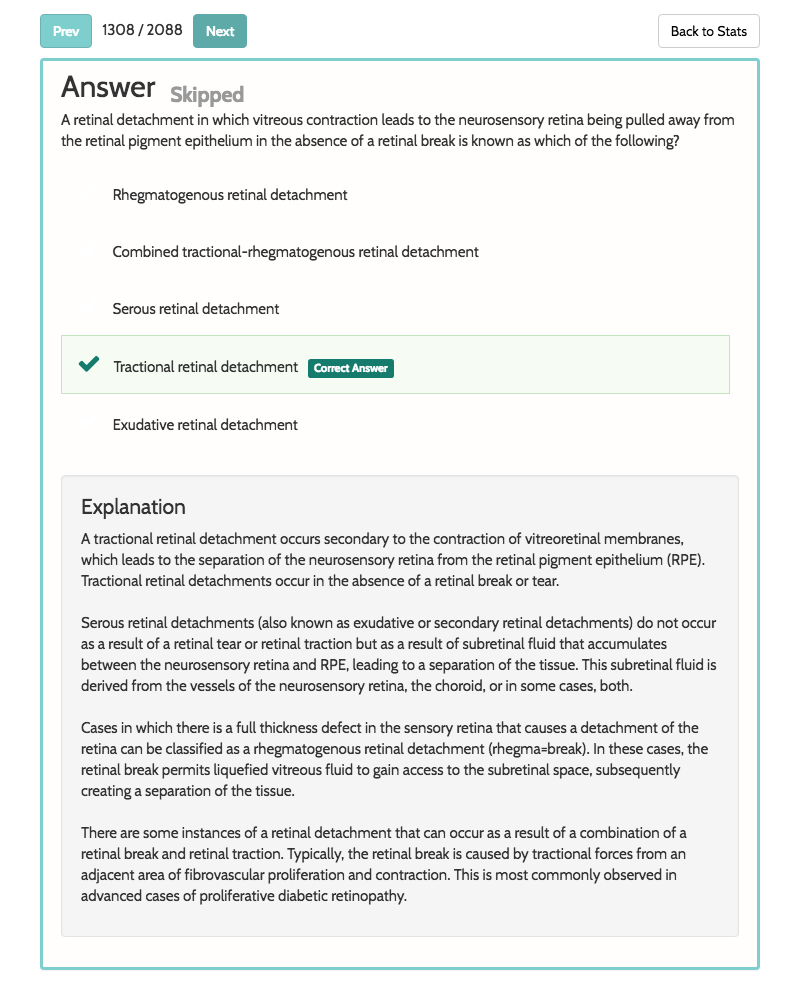 Prev 1308 / 2088 Next Back to Stats
Answer Skipped
A retinal detachment in which vitreous contraction leads to the neurosensory retina being pulled away from
the retinal pigment epithelium in the absence of a retinal break is known as which of the following?
Rhegmatogenous retinal detachment
Combined tractional-rhegmatogenous retinal detachment
Serous retinal detachment
Tractional retinal detachment Correct Answer
Exudative retinal detachment
Explanation
A tractional retinal detachment occurs secondary to the contraction of vitreoretinal membranes,
which leads to the separation of the neurosensory retina from the retinal pigment epithelium (RPE).
Tractional retinal detachments occur in the absence of a retinal break or tear.
Serous retinal detachments (also known as exudative or secondary retinal detachments) do not occur
as a result of a retinal tear or retinal traction but as a result of subretinal fluid that accumulates
between the neurosensory retina and RPE, leading to a separation of the tissue. This subretinal fluid is
derived from the vessels of the neurosensory retina, the choroid, or in some cases, both.
Cases in which there is a full thickness defect in the sensory retina that causes a detachment of the
retina can be classified as a rhegmatogenous retinal detachment (rhegma=break). In these cases, the
retinal break permits liquefied vitreous fluid to gain access to the subretinal space, subsequently
creating a separation of the tissue.
There are some instances of a retinal detachment that can occur as a result of a combination of a
retinal break and retinal traction. Typically, the retinal break is caused by tractional forces from an
adjacent area of fibrovascular proliferation and contraction. This is most commonly observed in
advanced cases of proliferative diabetic retinopathy.